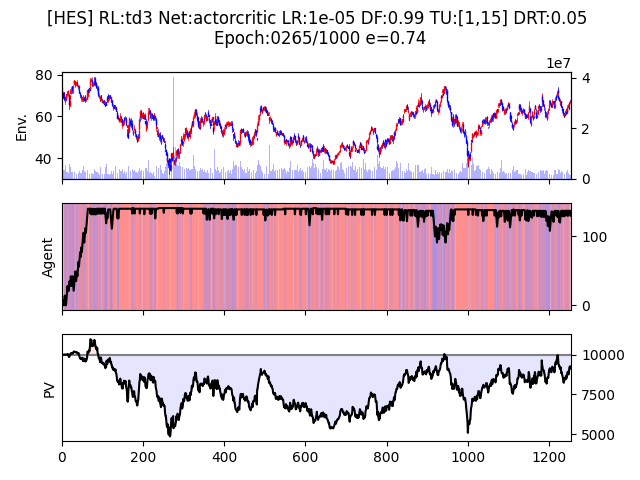 [HES] RL:td3 Net:actorcritic LR:1e-05 DF:0.99 TU:[1,15] DRT:0.05
Epoch:0265/1000 e=0.74
1e7
80
60
40
Env.
4
2
0
Agent
100
0
PV
10000
7500
5000
0 200 400 600 800 1000 1200